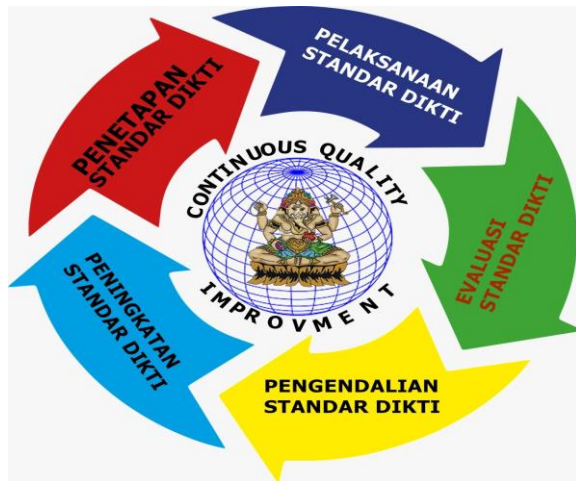 PENETAPAN
STANDAR DIKTI
PELAKSANAAN
STANDAR DIKTI
EVALUASI
STANDAR DIKTI
PENGENDALIAN
STANDAR DIKTI
PENINGKATAN
STANDAR DIKTI
CONTINUOUS QUALITY
IMPROVMENT